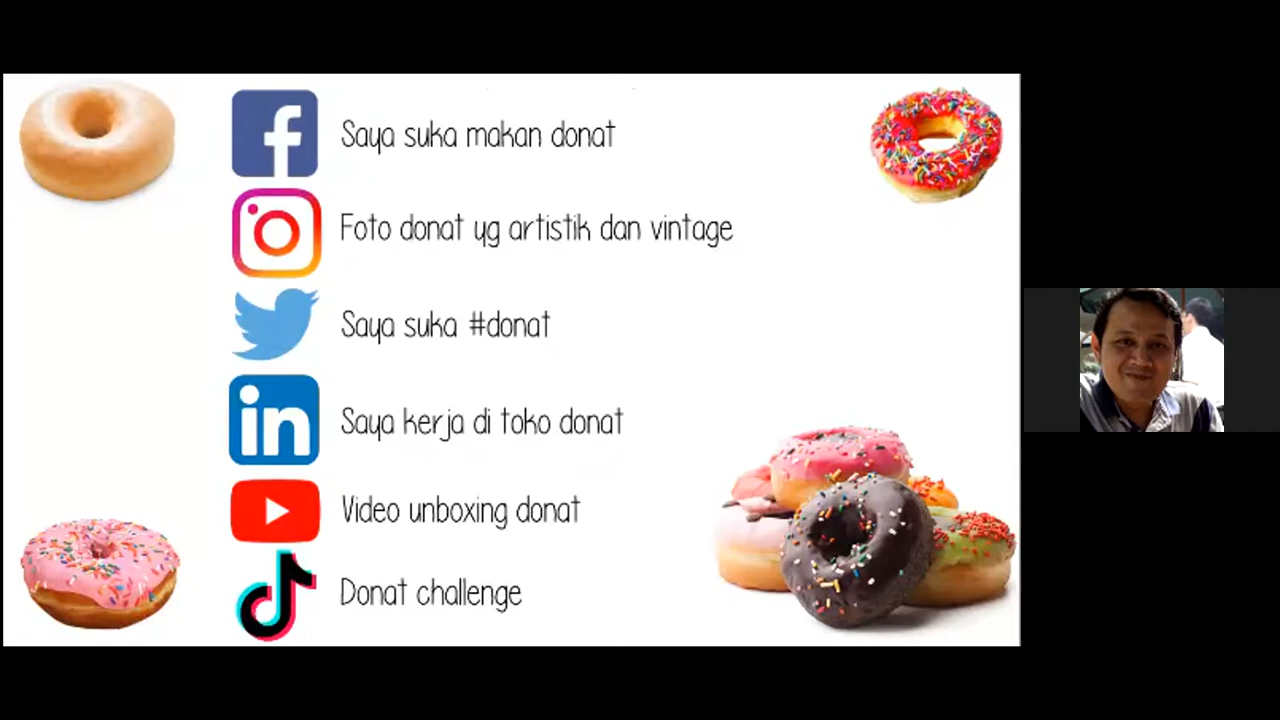 f
Saya suka makan donat
Foto donat yg artistik dan vintage
Saya suka #donat
in
Saya kerja di toko donat
Video unboxing donat
Donat challenge